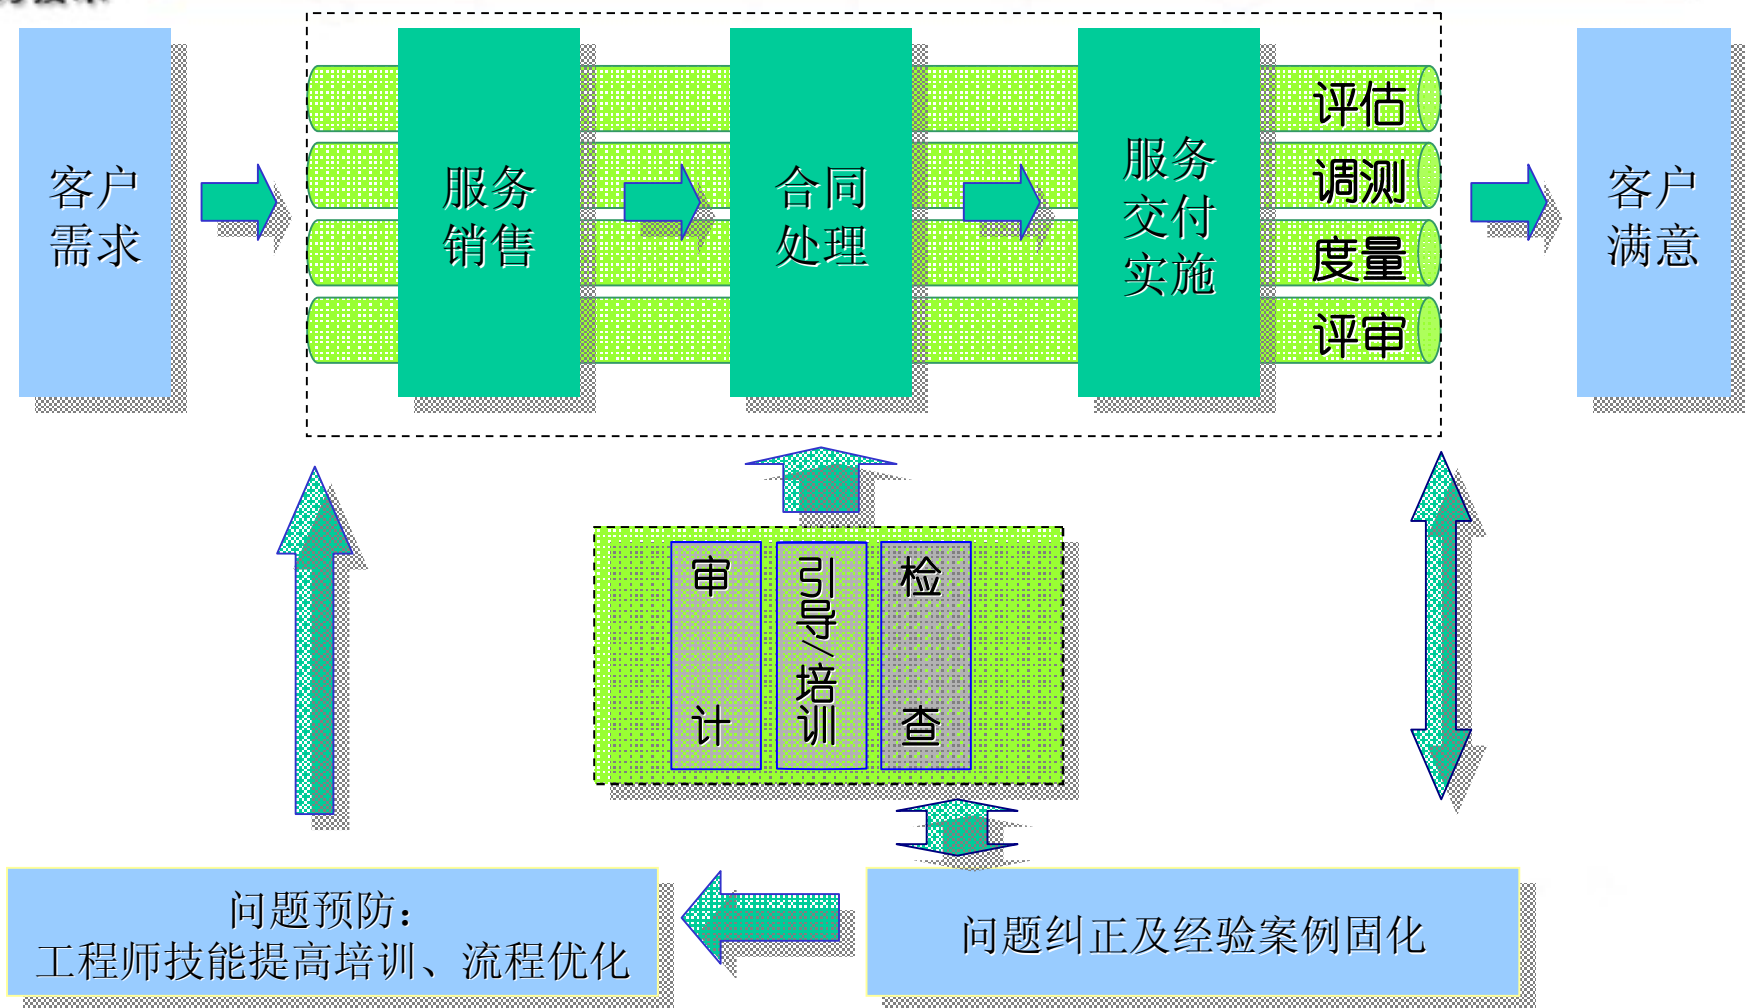 客户
需求
服务
销售
合同
处理
服务
交付
实施
评估
调测
度量
评审
客户
满意
审
计
引
导
/
培
训
检
查
问题预防：
工程师技能提高培训、流程优化
问题纠正及经验案例固化